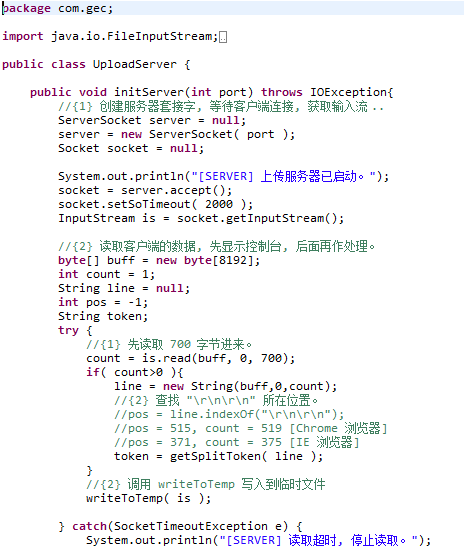 package com.gec;
import java.io.FileInputStream;
public class UploadServer {
public void initServer(int port) throws IOException{
//{1} 创建服务器套接字, 等待客户端连接, 获取输入流 ..
ServerSocket server = null;
server = new ServerSocket( port );
Socket socket = null;
System.out.println("[SERVER] 上传服务器已启动。");
socket = server.accept();
socket.setSoTimeout( 2000 );
InputStream is = socket.getInputStream();
//{2} 读取客户端的数据, 先显示控制台, 后面再作处理。
byte[] buff = new byte[8192];
int count = 1;
String line = null;
int pos = -1;
String token;
try {
//{1} 先读取 700 字节进来。
count = is.read(buff, 0, 700);
if( count>0 ){
line = new String(buff,0,count);
//{2} 查找 "\r\n\r\n" 所在位置。
//pos = line.indexOf("\r\n\r\n");
//pos = 515, count = 519 [Chrome 浏览器]
//pos = 371, count = 375 [IE 浏览器]
token = getSplitToken( line );
}
//{2} 调用 writeToTemp 写入到临时文件
writeToTemp( is );
} catch(SocketTimeoutException e) {
System.out.println("[SERVER] 读取超时, 停止读取。");